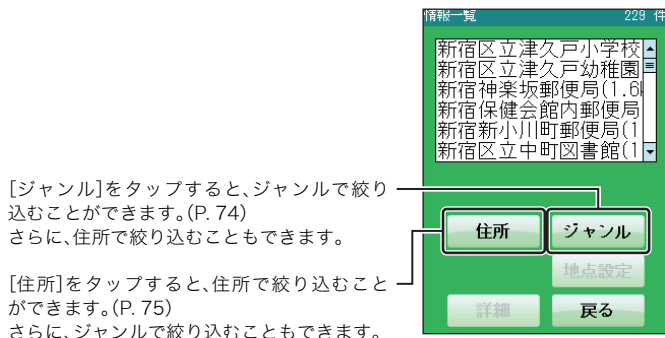 情報一覧 229 件
新宿区立津久戸小学校
新宿区立津久戸幼稚園
新宿神楽坂郵便局(1.6
新宿保健会館内郵便局
新宿新小川町郵便局(1
新宿区立中町図書館(1
[ジャンル]をタップすると、ジャンルで絞り
込むことができます。(P. 74)
さらに、住所で絞り込むこともできます。
住所 ジャンル
[住所]をタップすると、住所で絞り込むこと
ができます。(P. 75)
さらに、ジャンルで絞り込むこともできます。
地点設定
詳細 戻る